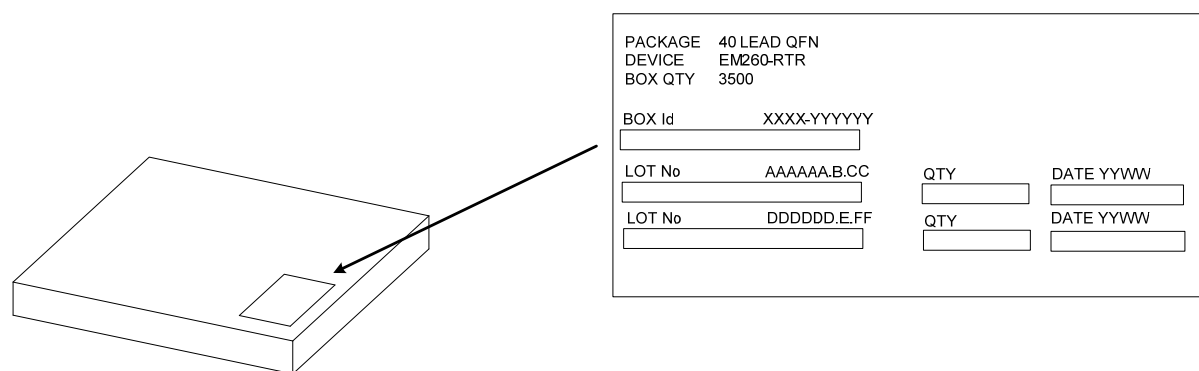 PACKAGE 40 LEAD QFN
DEVICE EM260-RTR
BOX QTY 3500
BOX Id XXXX-YYYYYY
LOT No AAAAAA.B.CC QTY DATE YYWW
LOT No DDDDDD.E.FF QTY DATE YYWW